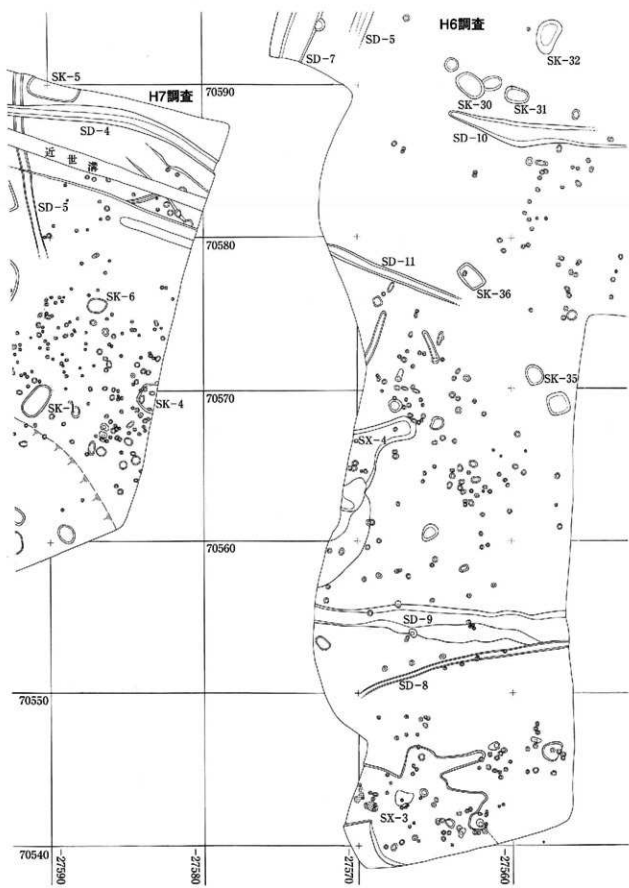 H6調査
SD-5
SK-32
SD-7
SK-5
70590
H7調査
SK-30
SK-31
SD-4
SD-10
近世溝
SD-5
70580
SD-11
SK-36
SK-6
SK-35
70570
SK-1
SK-4
SX-4
70560
SD-9
SD-8
70550
SX-3
70540
-27590
-27580
-27570
-27560